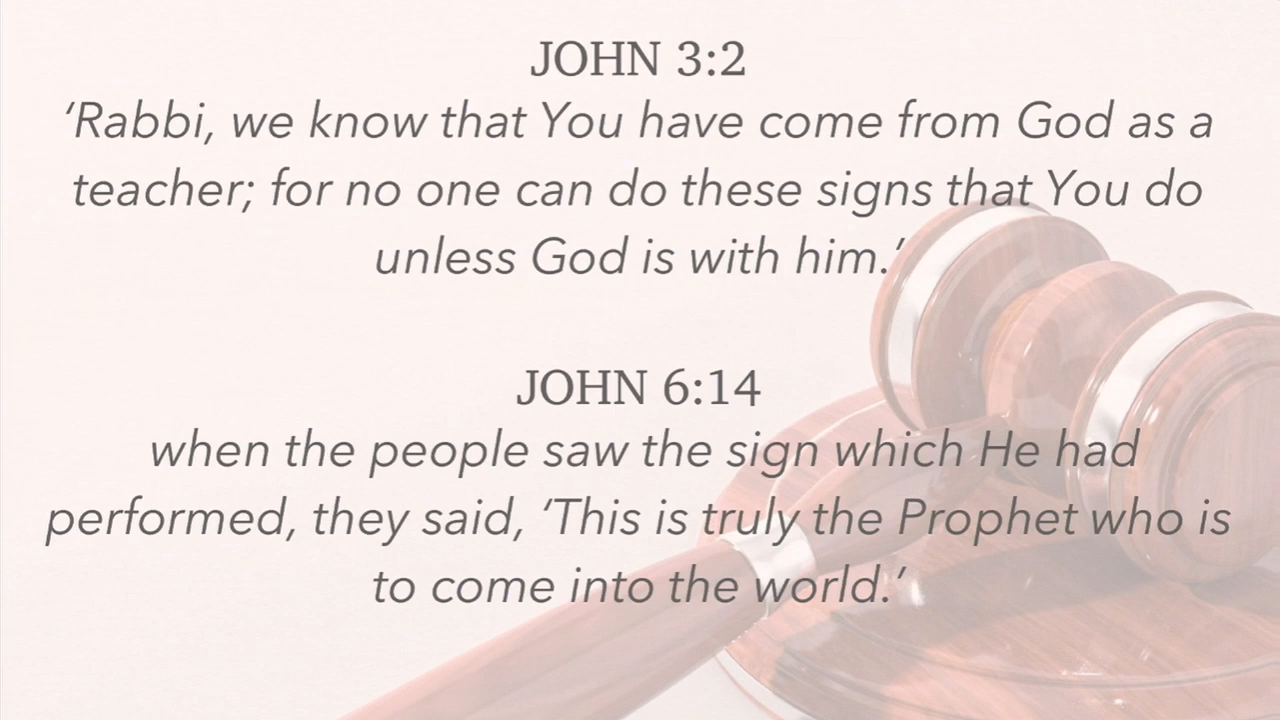 JOHN 3:2
‘Rabbi, we know that You have come from God as a
teacher; for no one can do these signs that You do
unless God is with him.’
JOHN 6:14
when the people saw the sign which He had
performed, they said, ‘This is truly the Prophet who is
to come into the world.’